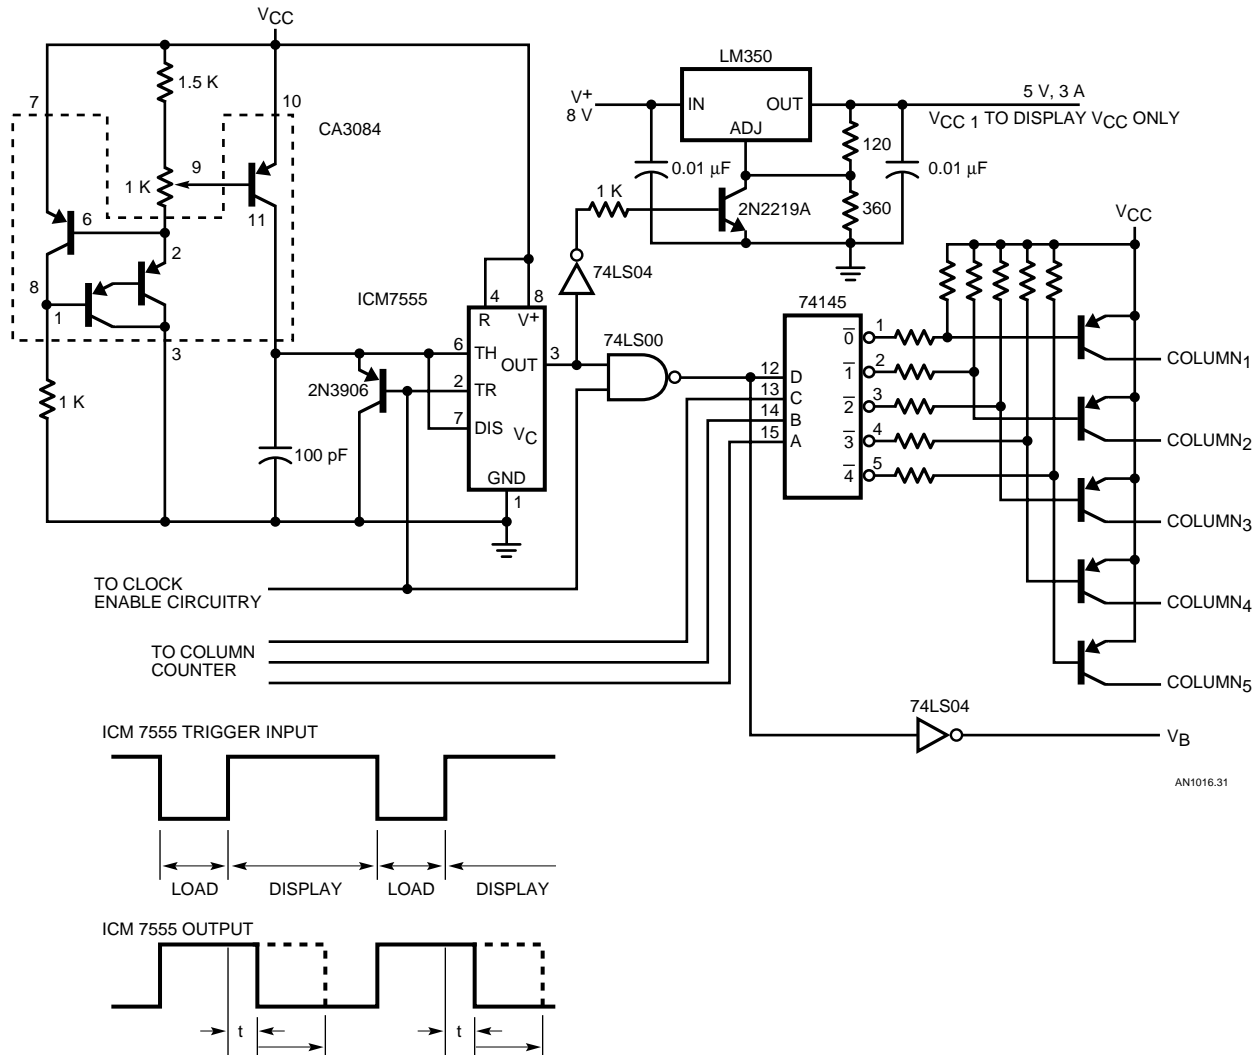 VCC
1.5 K
7
10
CA3084
9
1 K
11
6
2
8
1
3
1 K
100 pF
2N3906
ICM7555
4
8
R
V+
6
TH
OUT
3
2
TR
7
DIS
VC
GND
1
LM350
V+
8 V
IN
OUT
ADJ
5 V, 3 A
VCC 1 TO DISPLAY VCC ONLY
0.01 µF
120
0.01 µF
1 K
2N2219A
360
74LS04
74LS00
VCC
74145
12
D
13
C
14
B
15
A
0
1
1
2
2
3
3
4
4
5
COLUMN1
COLUMN2
COLUMN3
COLUMN4
COLUMN5
TO CLOCK
ENABLE CIRCUITRY
TO COLUMN
COUNTER
74LS04
VB
AN1016.31
ICM 7555 TRIGGER INPUT
LOAD
DISPLAY
LOAD
DISPLAY
ICM 7555 OUTPUT
t
t